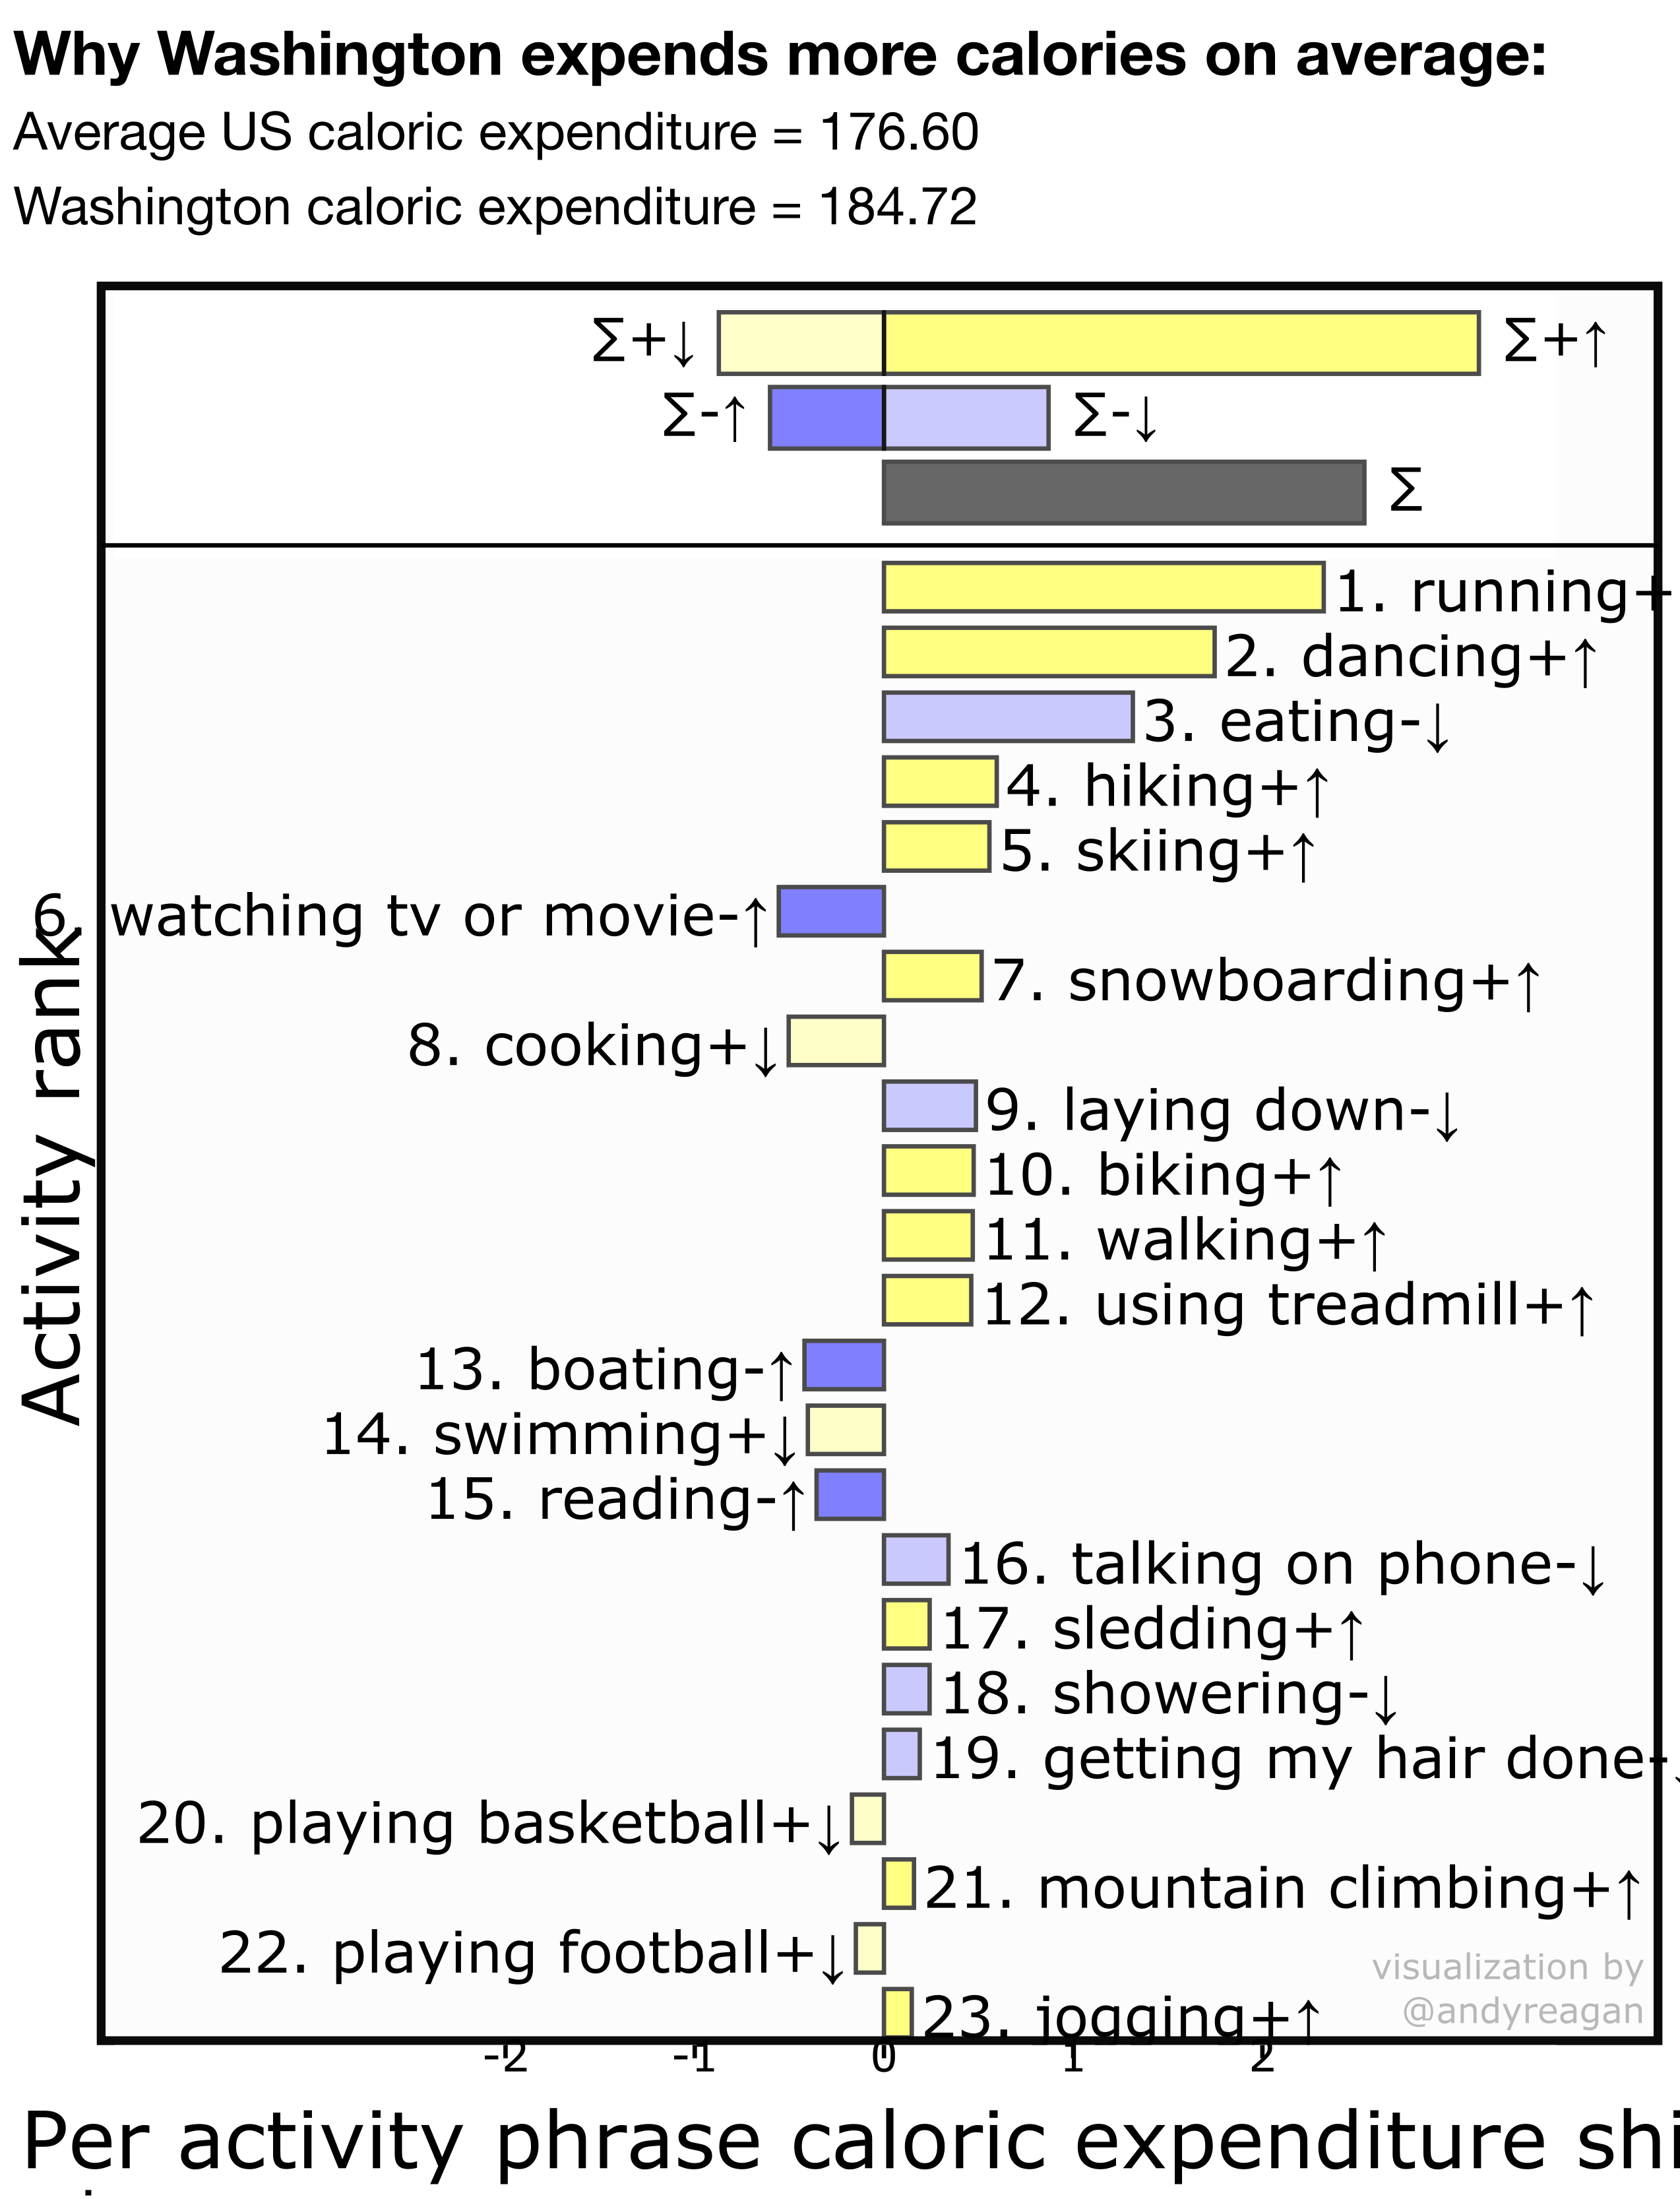 Why Washington expends more calories on average:
Average US caloric expenditure = 176.60
Washington caloric expenditure = 184.72
∑+↓ ∑+↑
∑-↑ ∑-↓
∑
1. running+
2. dancing+↑
3. eating-↓
4. hiking+↑
5. skiing+↑
6. watching tv or movie-↑
7. snowboarding+↑
8. cooking+↓
9. laying down-↓
10. biking+↑
11. walking+↑
12. using treadmill+↑
13. boating-↑
14. swimming+↓
15. reading-↑
16. talking on phone-↓
17. sledding+↑
18. showering-↓
19. getting my hair done-↓
20. playing basketball+↓
21. mountain climbing+↑
22. playing football+↓
23. jogging+↑
visualization by
@andyreagan
Activity rank
-2 -1 0 1 2
Per activity phrase caloric expenditure shi